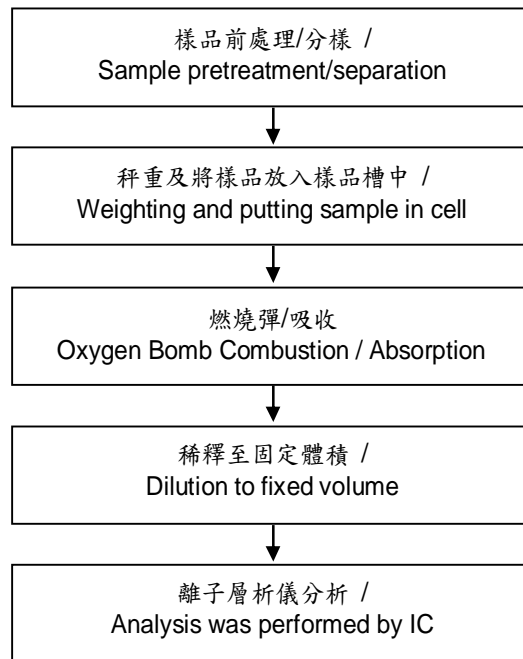 樣品前處理/分樣 /
Sample pretreatment/separation
秤重及將樣品放入樣品槽中 /
Weighting and putting sample in cell
燃燒彈/吸收
Oxygen Bomb Combustion / Absorption
稀釋至固定體積 /
Dilution to fixed volume
離子層析儀分析 /
Analysis was performed by IC